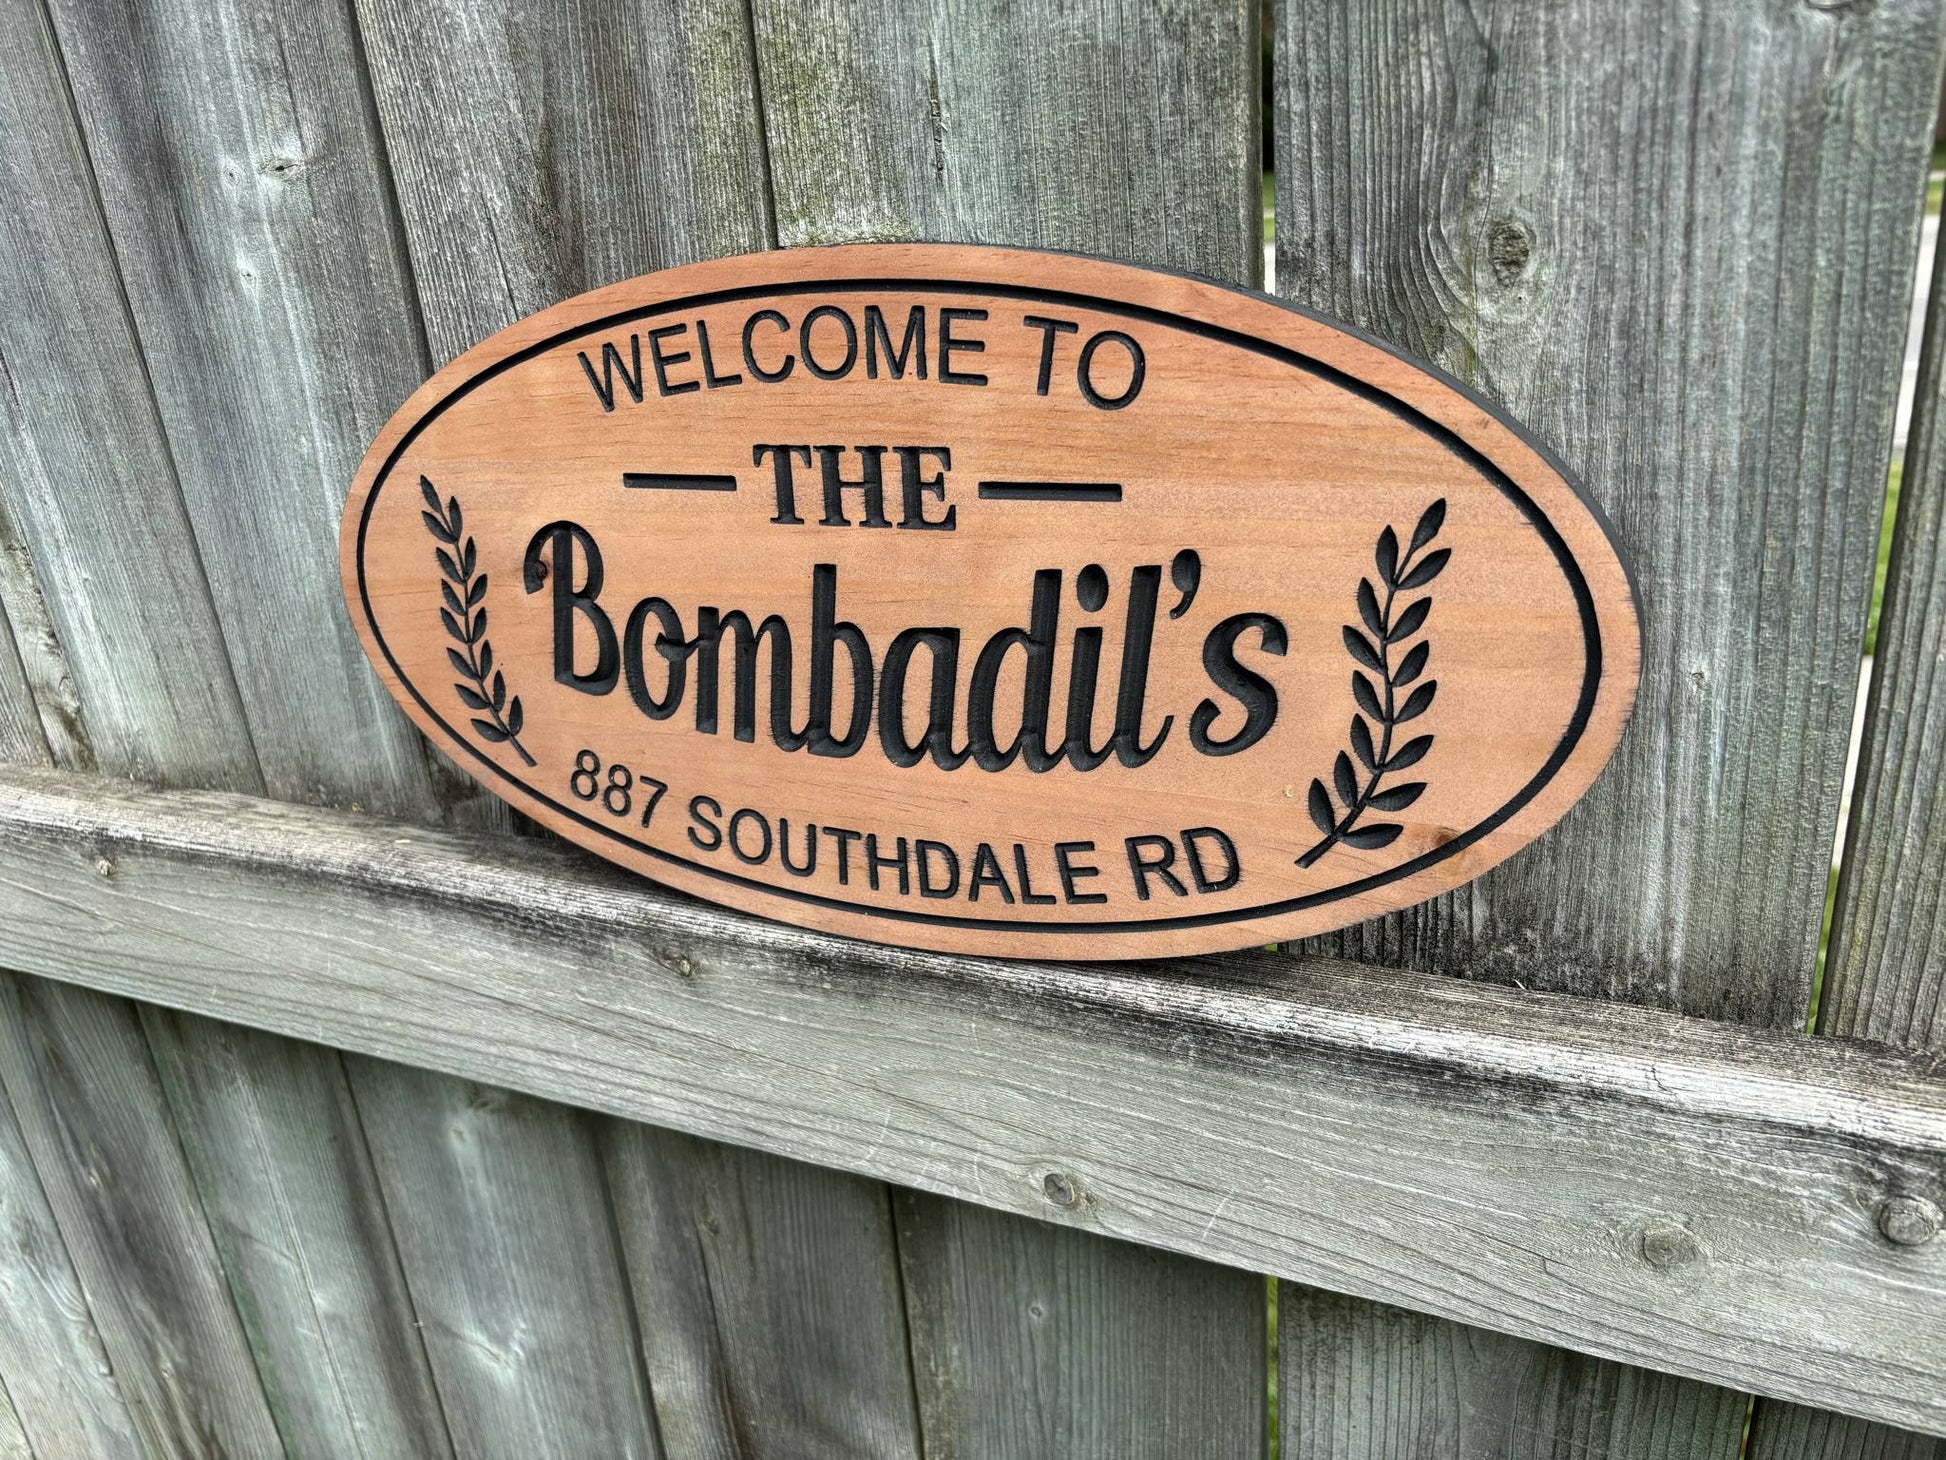 WELCOME TO
THE
Bombadil's
887 SOUTHDALE RD